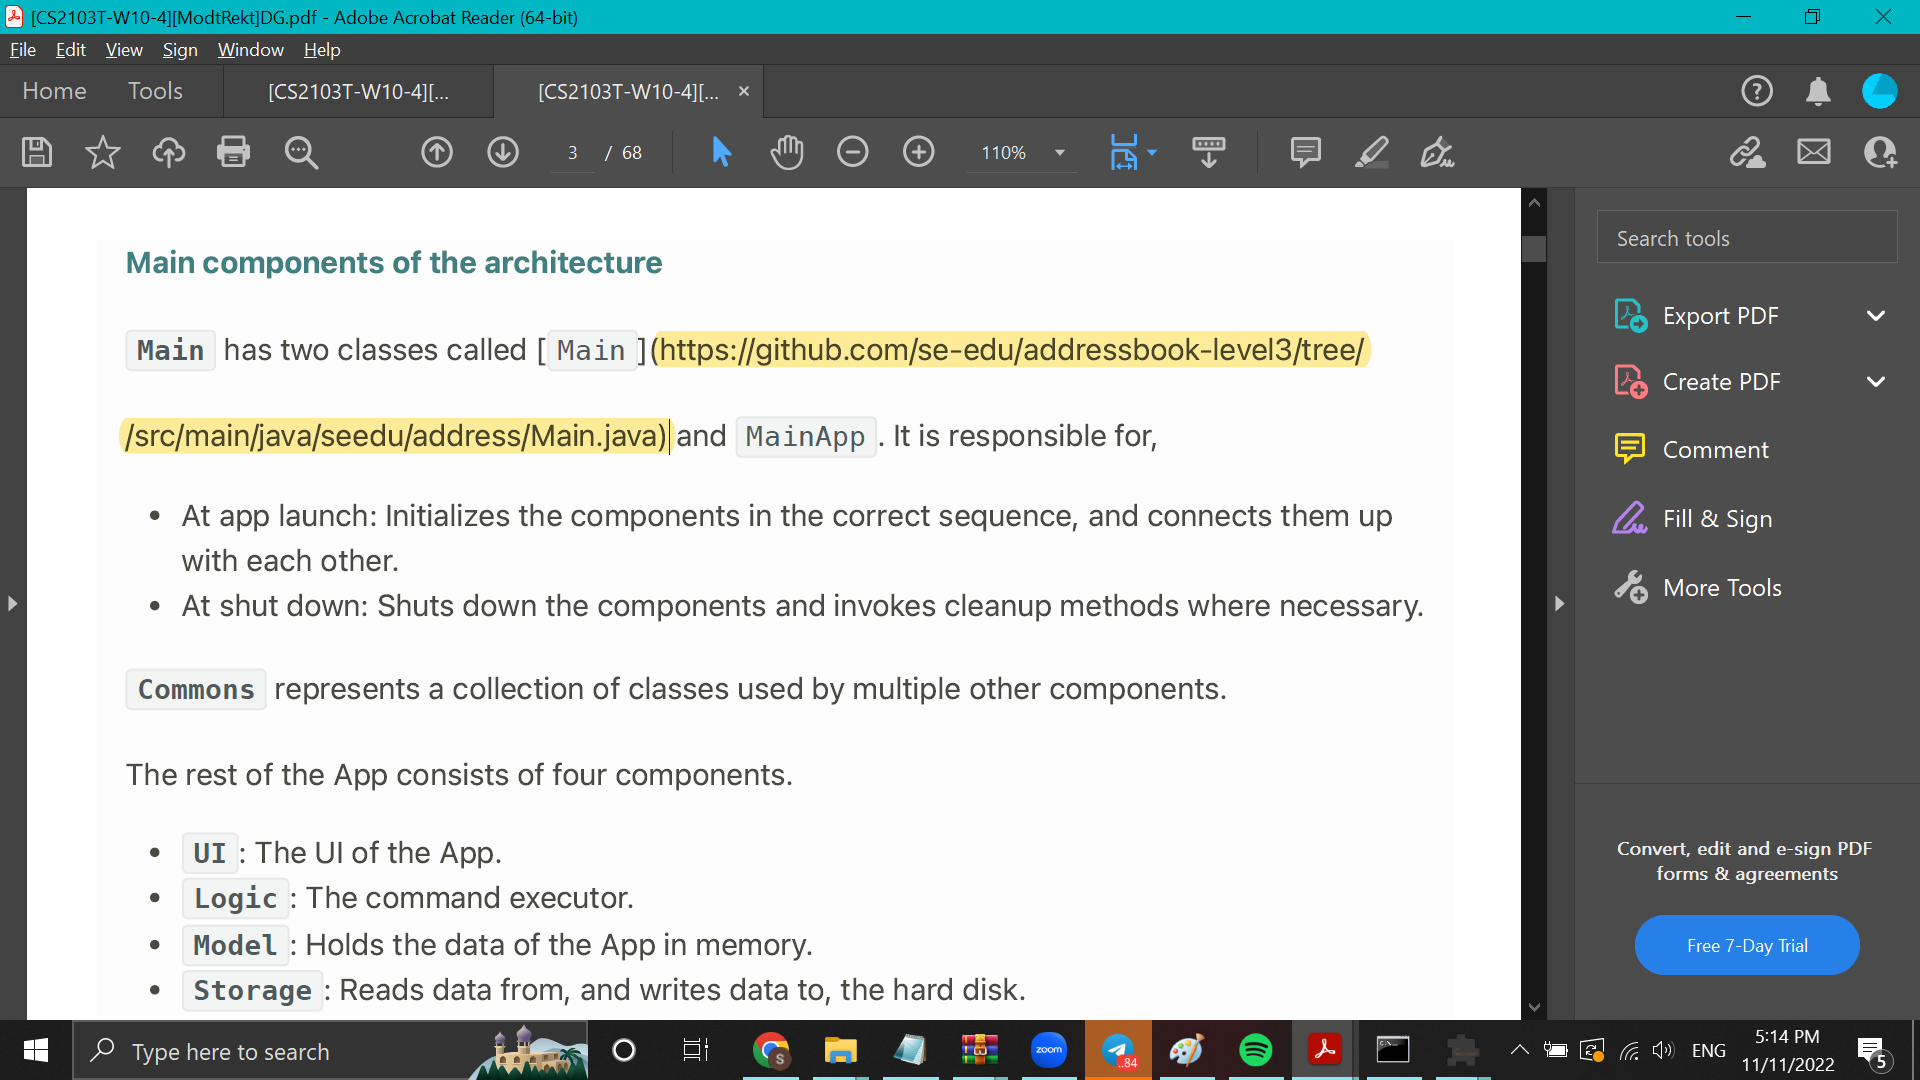 [CS2103T-W10-4][ModtRekt]DG.pdf - Adobe Acrobat Reader (64-bit)
File Edit View Sign Window Help
Home Tools [CS2103T-W10-4][... [CS2103T-W10-4][...
3 / 68 110%
Main components of the architecture
Main has two classes called [Main](https://github.com/se-edu/addressbook-level3/tree/
/src/main/java/seedu/address/Main.java) and MainApp. It is responsible for,
• At app launch: Initializes the components in the correct sequence, and connects them up
with each other.
• At shut down: Shuts down the components and invokes cleanup methods where necessary.
Commons represents a collection of classes used by multiple other components.
The rest of the App consists of four components.
• UI: The UI of the App.
• Logic: The command executor.
• Model: Holds the data of the App in memory.
• Storage: Reads data from, and writes data to, the hard disk.
Search tools
Export PDF
Create PDF
Comment
Fill & Sign
More Tools
Convert, edit and e-sign PDF
forms & agreements
Free 7-Day Trial
Type here to search
S
zoom
..84
ENG
5:14 PM
11/11/2022
5